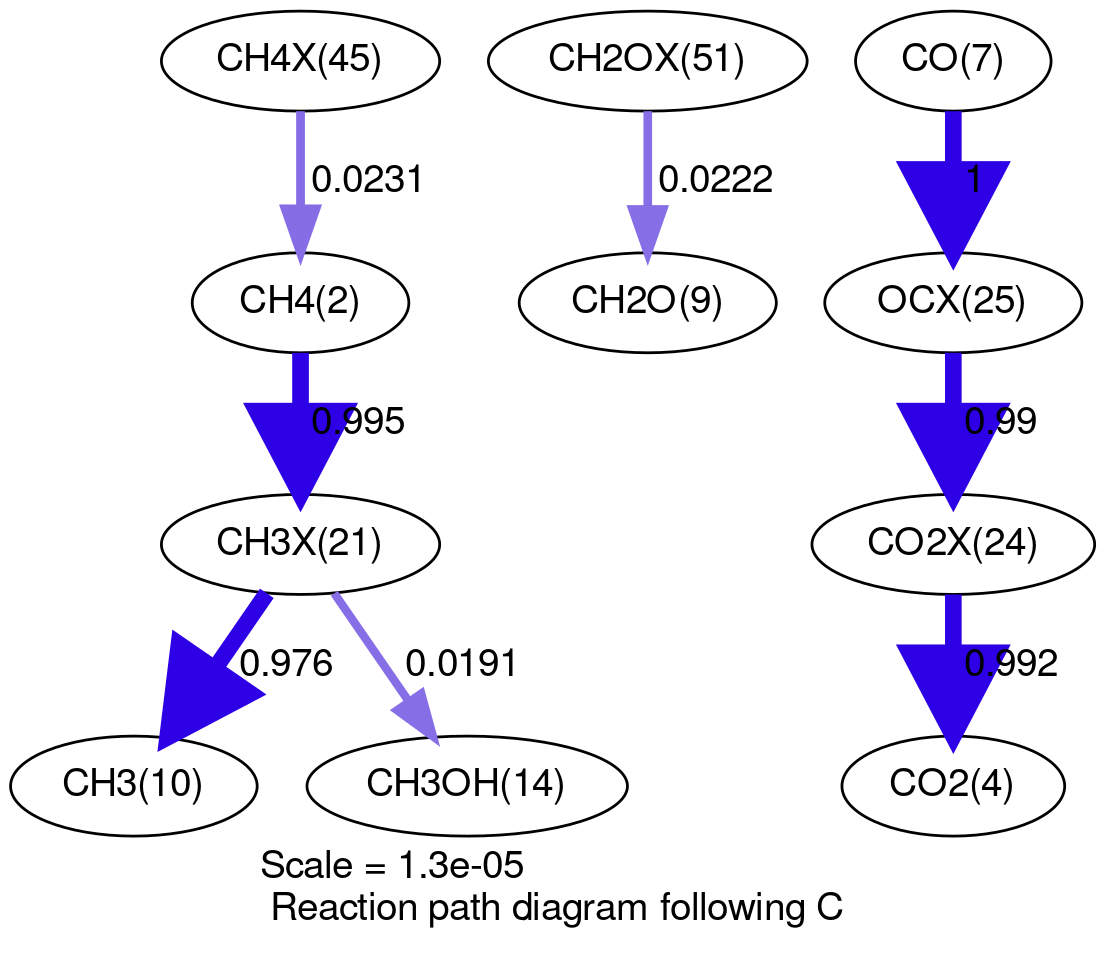 CH4X(45)
CH2OX(51)
CO(7)
0.0231
0.0222
1
CH4(2)
CH2O(9)
OCX(25)
0.995
0.99
CH3X(21)
CO2X(24)
0.976
0.0191
0.992
CH3(10)
CH3OH(14)
CO2(4)
Scale = 1.3e-05
Reaction path diagram following C